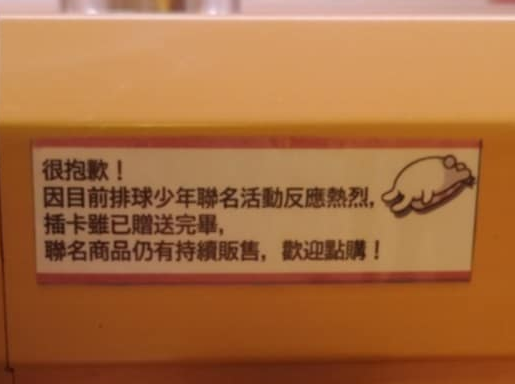 很抱歉！
因目前排球少年聯名活動反應熱烈，
插卡雖已贈送完畢，
聯名商品仍有持續販售，歡迎點購！